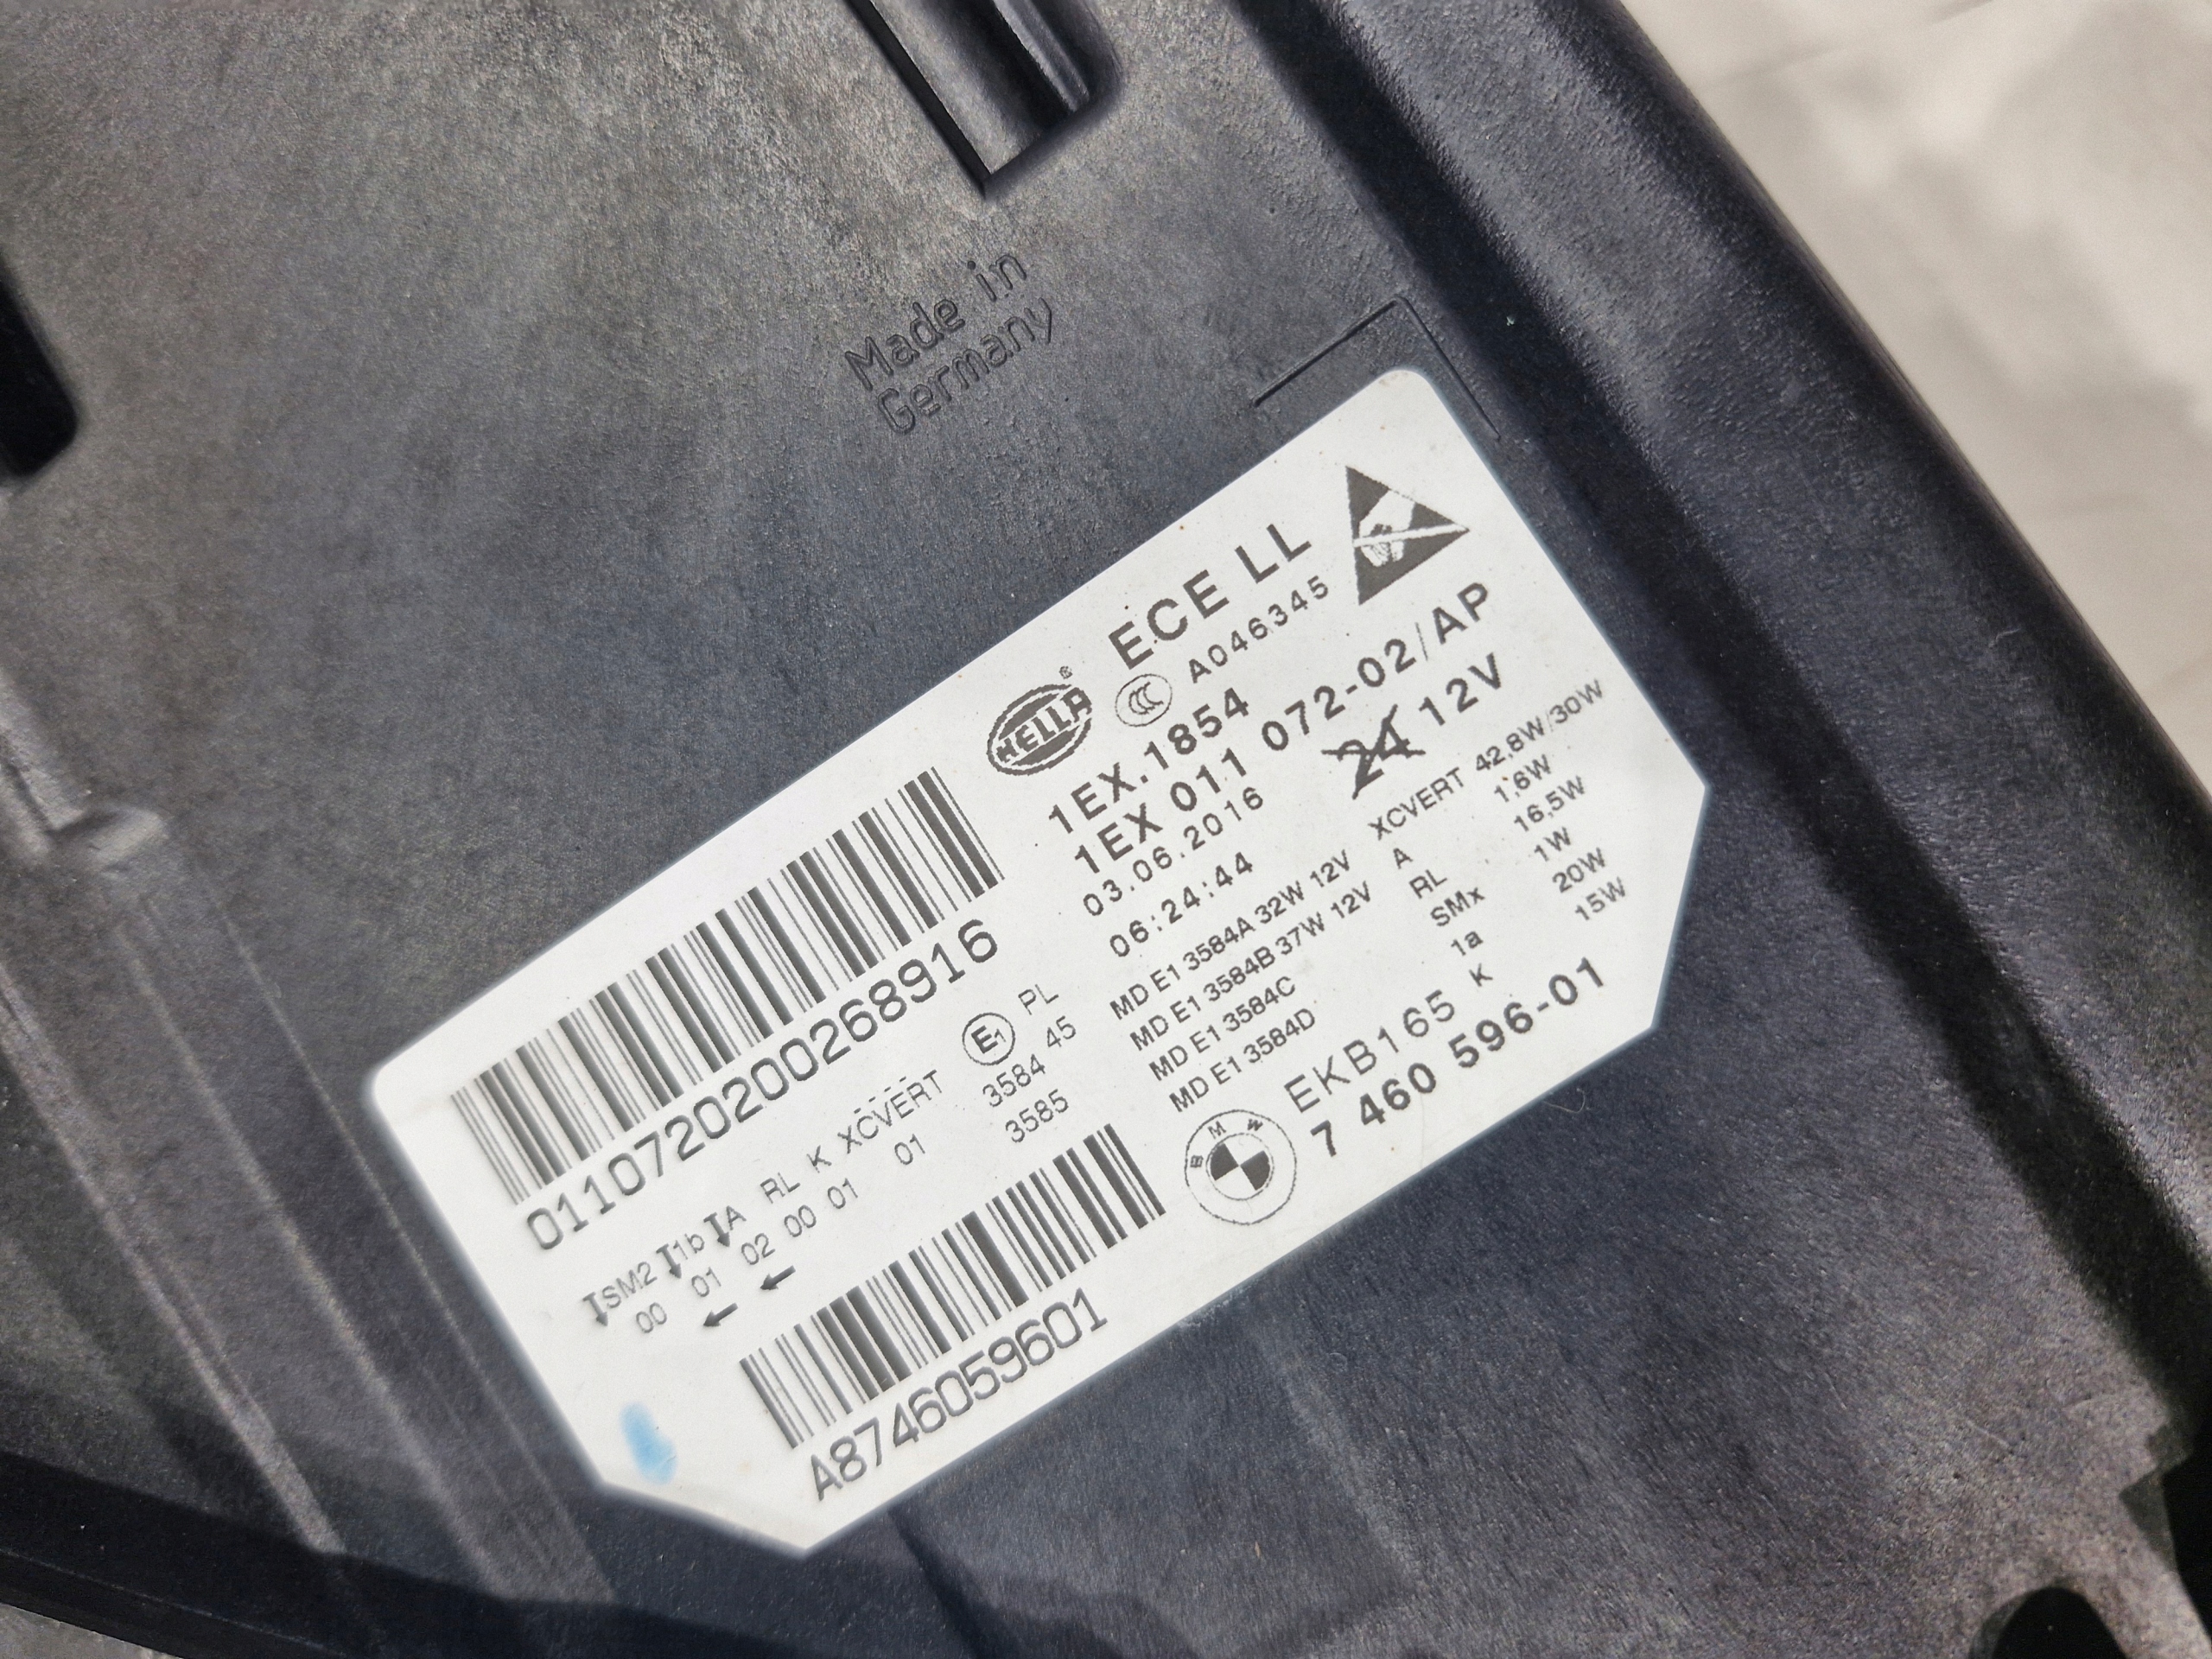 Made in
Germany
HELLA®
ECE LL
CCC A046345
1EX.1854
1EX 011 072-02/AP
03.06.2016
24 12V
06:24:44
MD E1 3584A 32W 12V
MD E1 3584B 37W 12V
MD E1 3584C
MD E1 3584D
XCVERT 42,8W/30W
A 1,6W
RL 16,5W
SMx 1W
1a 20W
K 15W
0110720200268916
SM2 1b A RL K XCVERT E1 PL
00 01 02 00 01 01 3584 45
3585
BMW
EKB165
7 460 596-01
A8746059601